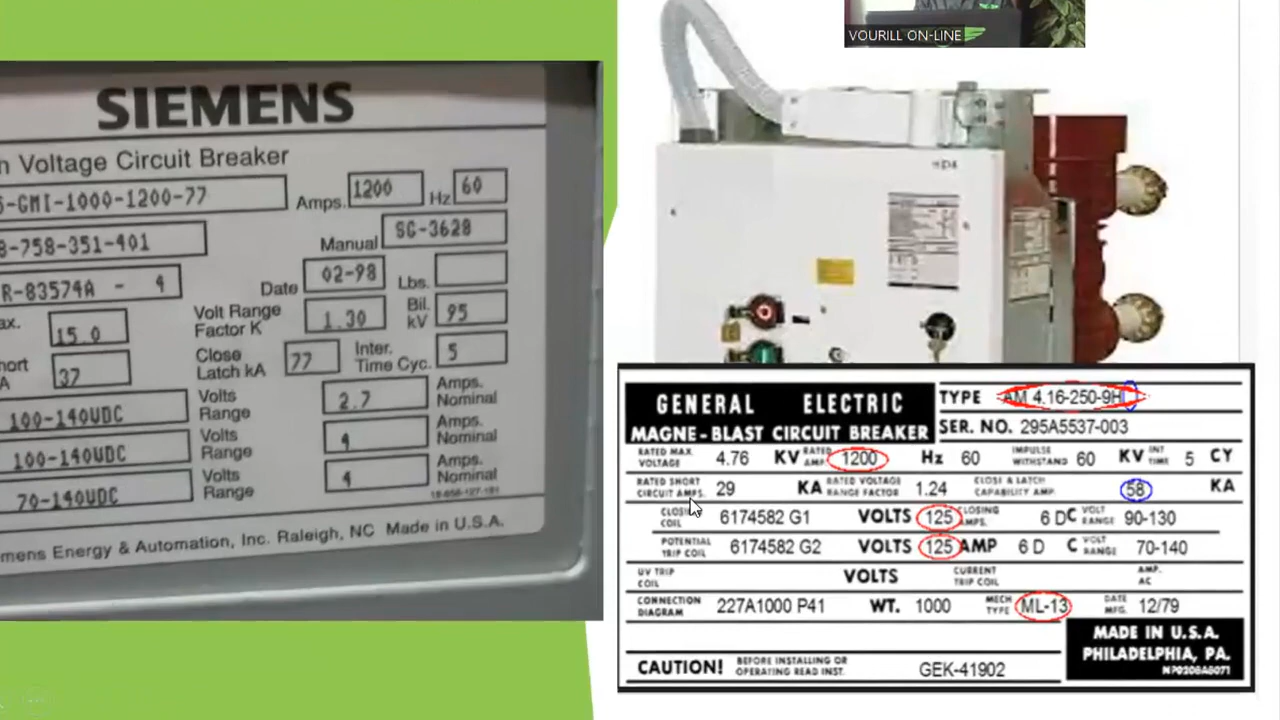 VOURILL ON-LINE
SIEMENS
Voltage Circuit Breaker
-GMI-1000-1200-77
Amps. 1200 Hz 60
-758-351-401
Manual SG-3628
R-83574A - 4
Date 02-98 Lbs.
15.0
Volt Range Factor K 1.30 Bil. kV 95
37
Close Latch kA 77 Inter. Time Cyc. 5
100-140VDC Volts Range 2.7 Amps. Nominal
100-140VDC Volts Range 4 Amps. Nominal
70-140VDC Volts Range 4 Amps. Nominal
Energy & Automation, Inc. Raleigh, NC Made in U.S.A.
GENERAL ELECTRIC
MAGNE-BLAST CIRCUIT BREAKER
TYPE AM 4.16-250-9H
SER. NO. 295A5537-003
RATED MAX. VOLTAGE 4.76 KV RATED AMP 1200 Hz 60 IMPULSE WITHSTAND 60 KV INT TIME 5 CY
RATED SHORT CIRCUIT AMPS. 29 KA RATED VOLTAGE RANGE FACTOR 1.24 CLOSE & LATCH CAPABILITY AMP. 58 KA
COIL 6174582 G1 VOLTS 125 CLOSING AMPS. 6 DC VOLT RANGE 90-130
POTENTIAL TRIP COIL 6174582 G2 VOLTS 125 AMP 6 D C VOLT RANGE 70-140
UV TRIP COIL VOLTS CURRENT TRIP COIL AMP. AC
CONNECTION DIAGRAM 227A1000 P41 WT. 1000 MECH TYPE ML-13 DATE MFG. 12/79
MADE IN U.S.A.
PHILADELPHIA, PA.
CAUTION! BEFORE INSTALLING OR OPERATING READ INST. GEK-41902